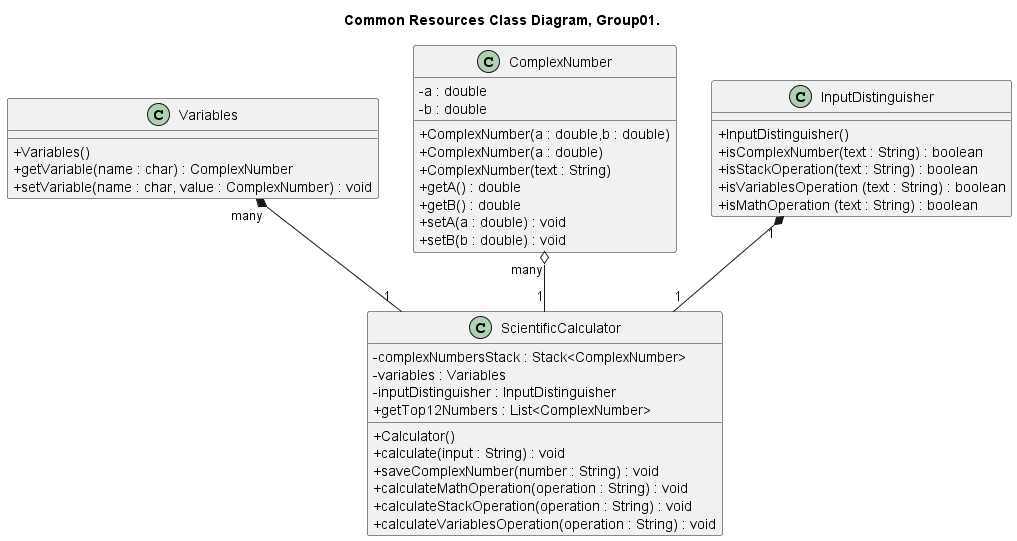 Common Resources Class Diagram, Group01.
C Variables
+Variables()
+getVariable(name : char) : ComplexNumber
+setVariable(name : char, value : ComplexNumber) : void
C ComplexNumber
-a : double
-b : double
+ComplexNumber(a : double,b : double)
+ComplexNumber(a : double)
+ComplexNumber(text : String)
+getA() : double
+getB() : double
+setA(a : double) : void
+setB(b : double) : void
C InputDistinguisher
+InputDistinguisher()
+isComplexNumber(text : String) : boolean
+isStackOperation(text : String) : boolean
+isVariablesOperation (text : String) : boolean
+isMathOperation (text : String) : boolean
many
many
1
1
1
1
C ScientificCalculator
-complexNumbersStack : Stack<ComplexNumber>
-variables : Variables
-inputDistinguisher : InputDistinguisher
+getTop12Numbers : List<ComplexNumber>
+Calculator()
+calculate(input : String) : void
+saveComplexNumber(number : String) : void
+calculateMathOperation(operation : String) : void
+calculateStackOperation(operation : String) : void
+calculateVariablesOperation(operation : String) : void